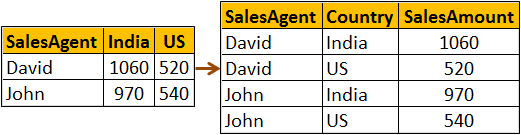 SalesAgent India US
David 1060 520
John 970 540
SalesAgent Country SalesAmount
David India 1060
David US 520
John India 970
John US 540